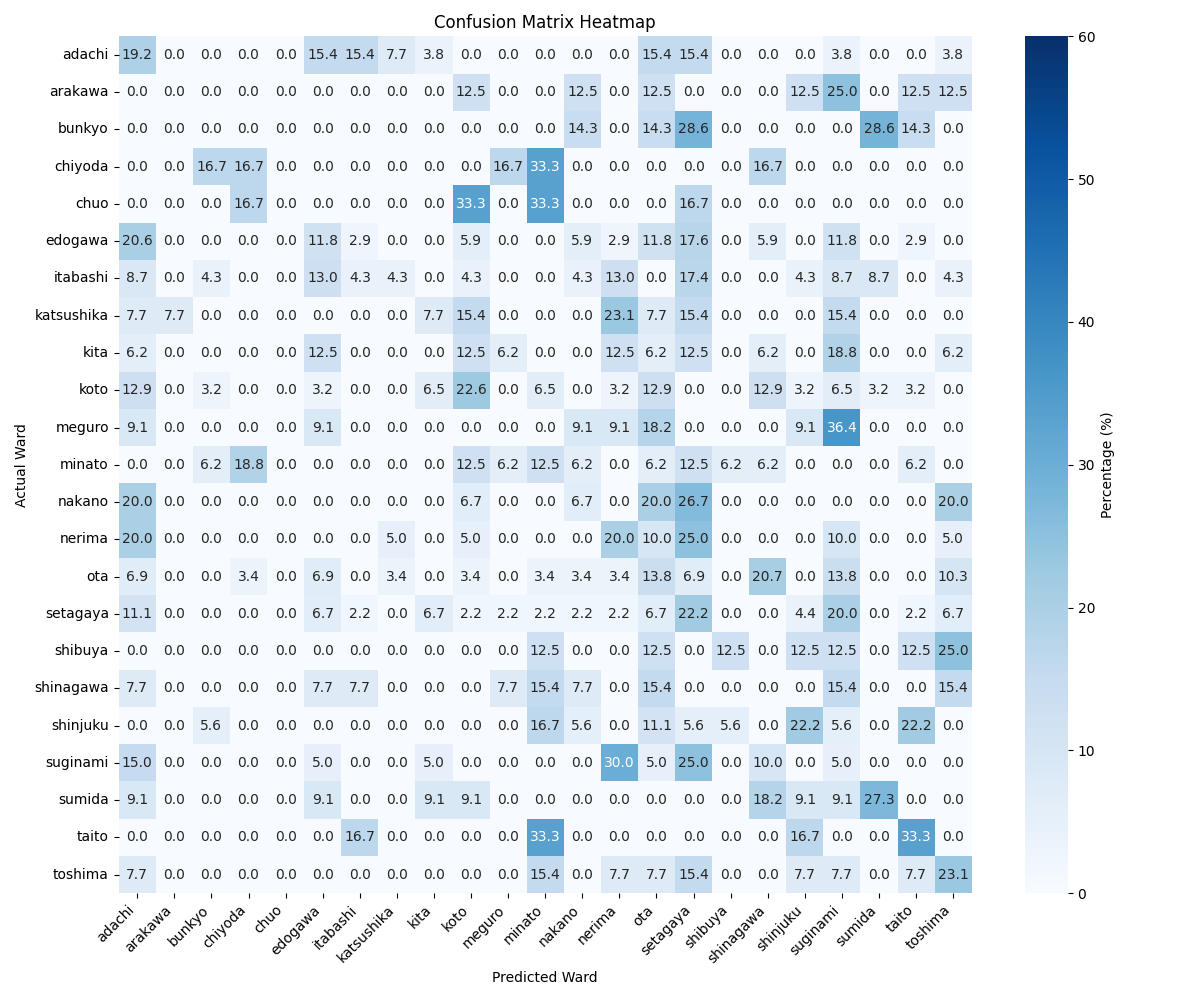 Confusion Matrix Heatmap
adachi 19.2 0.0 0.0 0.0 0.0 15.4 15.4 7.7 3.8 0.0 0.0 0.0 0.0 0.0 15.4 15.4 0.0 0.0 0.0 3.8 0.0 0.0 3.8
arakawa 0.0 0.0 0.0 0.0 0.0 0.0 0.0 0.0 0.0 12.5 0.0 0.0 12.5 0.0 12.5 0.0 0.0 0.0 12.5 25.0 0.0 12.5 12.5
bunkyo 0.0 0.0 0.0 0.0 0.0 0.0 0.0 0.0 0.0 0.0 0.0 0.0 14.3 0.0 14.3 28.6 0.0 0.0 0.0 0.0 28.6 14.3 0.0
chiyoda 0.0 0.0 16.7 16.7 0.0 0.0 0.0 0.0 0.0 0.0 16.7 33.3 0.0 0.0 0.0 0.0 0.0 16.7 0.0 0.0 0.0 0.0 0.0
chuo 0.0 0.0 0.0 16.7 0.0 0.0 0.0 0.0 0.0 33.3 0.0 33.3 0.0 0.0 0.0 16.7 0.0 0.0 0.0 0.0 0.0 0.0 0.0
edogawa 20.6 0.0 0.0 0.0 0.0 11.8 2.9 0.0 0.0 5.9 0.0 0.0 5.9 2.9 11.8 17.6 0.0 5.9 0.0 11.8 0.0 2.9 0.0
itabashi 8.7 0.0 4.3 0.0 0.0 13.0 4.3 4.3 0.0 4.3 0.0 0.0 4.3 13.0 0.0 17.4 0.0 0.0 4.3 8.7 8.7 0.0 4.3
katsushika 7.7 7.7 0.0 0.0 0.0 0.0 0.0 0.0 7.7 15.4 0.0 0.0 0.0 23.1 7.7 15.4 0.0 0.0 0.0 15.4 0.0 0.0 0.0
kita 6.2 0.0 0.0 0.0 0.0 12.5 0.0 0.0 0.0 12.5 6.2 0.0 0.0 12.5 6.2 12.5 0.0 6.2 0.0 18.8 0.0 0.0 6.2
koto 12.9 0.0 3.2 0.0 0.0 3.2 0.0 0.0 6.5 22.6 0.0 6.5 0.0 3.2 12.9 0.0 0.0 12.9 3.2 6.5 3.2 3.2 0.0
meguro 9.1 0.0 0.0 0.0 0.0 9.1 0.0 0.0 0.0 0.0 0.0 0.0 9.1 9.1 18.2 0.0 0.0 0.0 9.1 36.4 0.0 0.0 0.0
minato 0.0 0.0 6.2 18.8 0.0 0.0 0.0 0.0 0.0 12.5 6.2 12.5 6.2 0.0 6.2 12.5 6.2 6.2 0.0 0.0 0.0 6.2 0.0
nakano 20.0 0.0 0.0 0.0 0.0 0.0 0.0 0.0 0.0 6.7 0.0 0.0 6.7 0.0 20.0 26.7 0.0 0.0 0.0 0.0 0.0 0.0 20.0
nerima 20.0 0.0 0.0 0.0 0.0 0.0 0.0 5.0 0.0 5.0 0.0 0.0 0.0 20.0 10.0 25.0 0.0 0.0 0.0 10.0 0.0 0.0 5.0
ota 6.9 0.0 0.0 3.4 0.0 6.9 0.0 3.4 0.0 3.4 0.0 3.4 3.4 3.4 13.8 6.9 0.0 20.7 0.0 13.8 0.0 0.0 10.3
setagaya 11.1 0.0 0.0 0.0 0.0 6.7 2.2 0.0 6.7 2.2 2.2 2.2 2.2 2.2 6.7 22.2 0.0 0.0 4.4 20.0 0.0 2.2 6.7
shibuya 0.0 0.0 0.0 0.0 0.0 0.0 0.0 0.0 0.0 0.0 0.0 12.5 0.0 0.0 12.5 0.0 12.5 0.0 12.5 12.5 0.0 12.5 25.0
shinagawa 7.7 0.0 0.0 0.0 0.0 7.7 7.7 0.0 0.0 0.0 7.7 15.4 7.7 0.0 15.4 0.0 0.0 0.0 0.0 15.4 0.0 0.0 15.4
shinjuku 0.0 0.0 5.6 0.0 0.0 0.0 0.0 0.0 0.0 0.0 0.0 16.7 5.6 0.0 11.1 5.6 5.6 0.0 22.2 5.6 0.0 22.2 0.0
suginami 15.0 0.0 0.0 0.0 0.0 5.0 0.0 0.0 5.0 0.0 0.0 0.0 0.0 30.0 5.0 25.0 0.0 10.0 0.0 5.0 0.0 0.0 0.0
sumida 9.1 0.0 0.0 0.0 0.0 9.1 0.0 0.0 9.1 9.1 0.0 0.0 0.0 0.0 0.0 0.0 0.0 18.2 9.1 9.1 27.3 0.0 0.0
taito 0.0 0.0 0.0 0.0 0.0 0.0 16.7 0.0 0.0 0.0 0.0 33.3 0.0 0.0 0.0 0.0 0.0 0.0 16.7 0.0 0.0 33.3 0.0
toshima 7.7 0.0 0.0 0.0 0.0 0.0 0.0 0.0 0.0 0.0 0.0 15.4 0.0 7.7 7.7 15.4 0.0 0.0 7.7 7.7 0.0 7.7 23.1
adachi arakawa bunkyo chiyoda chuo edogawa itabashi katsushika kita koto meguro minato nakano nerima ota setagaya shibuya shinagawa shinjuku suginami sumida taito toshima
Predicted Ward
Actual Ward
60
50
40
30
20
10
0
Percentage (%)